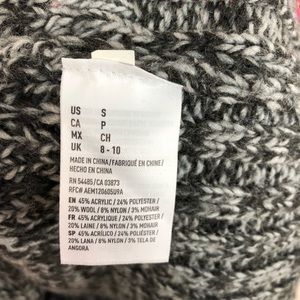 US S
CA P
MX CH
UK 8 - 10
MADE IN CHINA/FABRIQUÉ EN CHINE/
HECHO EN CHINA
RN 54485/CA 03873
RFC# AEM120605U9A
EN 45% ACRYLIC / 24% POLYESTER /
20% WOOL / 8% NYLON / 3% MOHAIR
FR 45% ACRYLIQUE / 24% POLYESTER /
20% LAINE / 8% NYLON / 3% MOHAIR
SP 45% ACRÍLICO / 24% POLIÉSTER /
20% LANA / 8% NYLON / 3% TELA DE
ANGORA